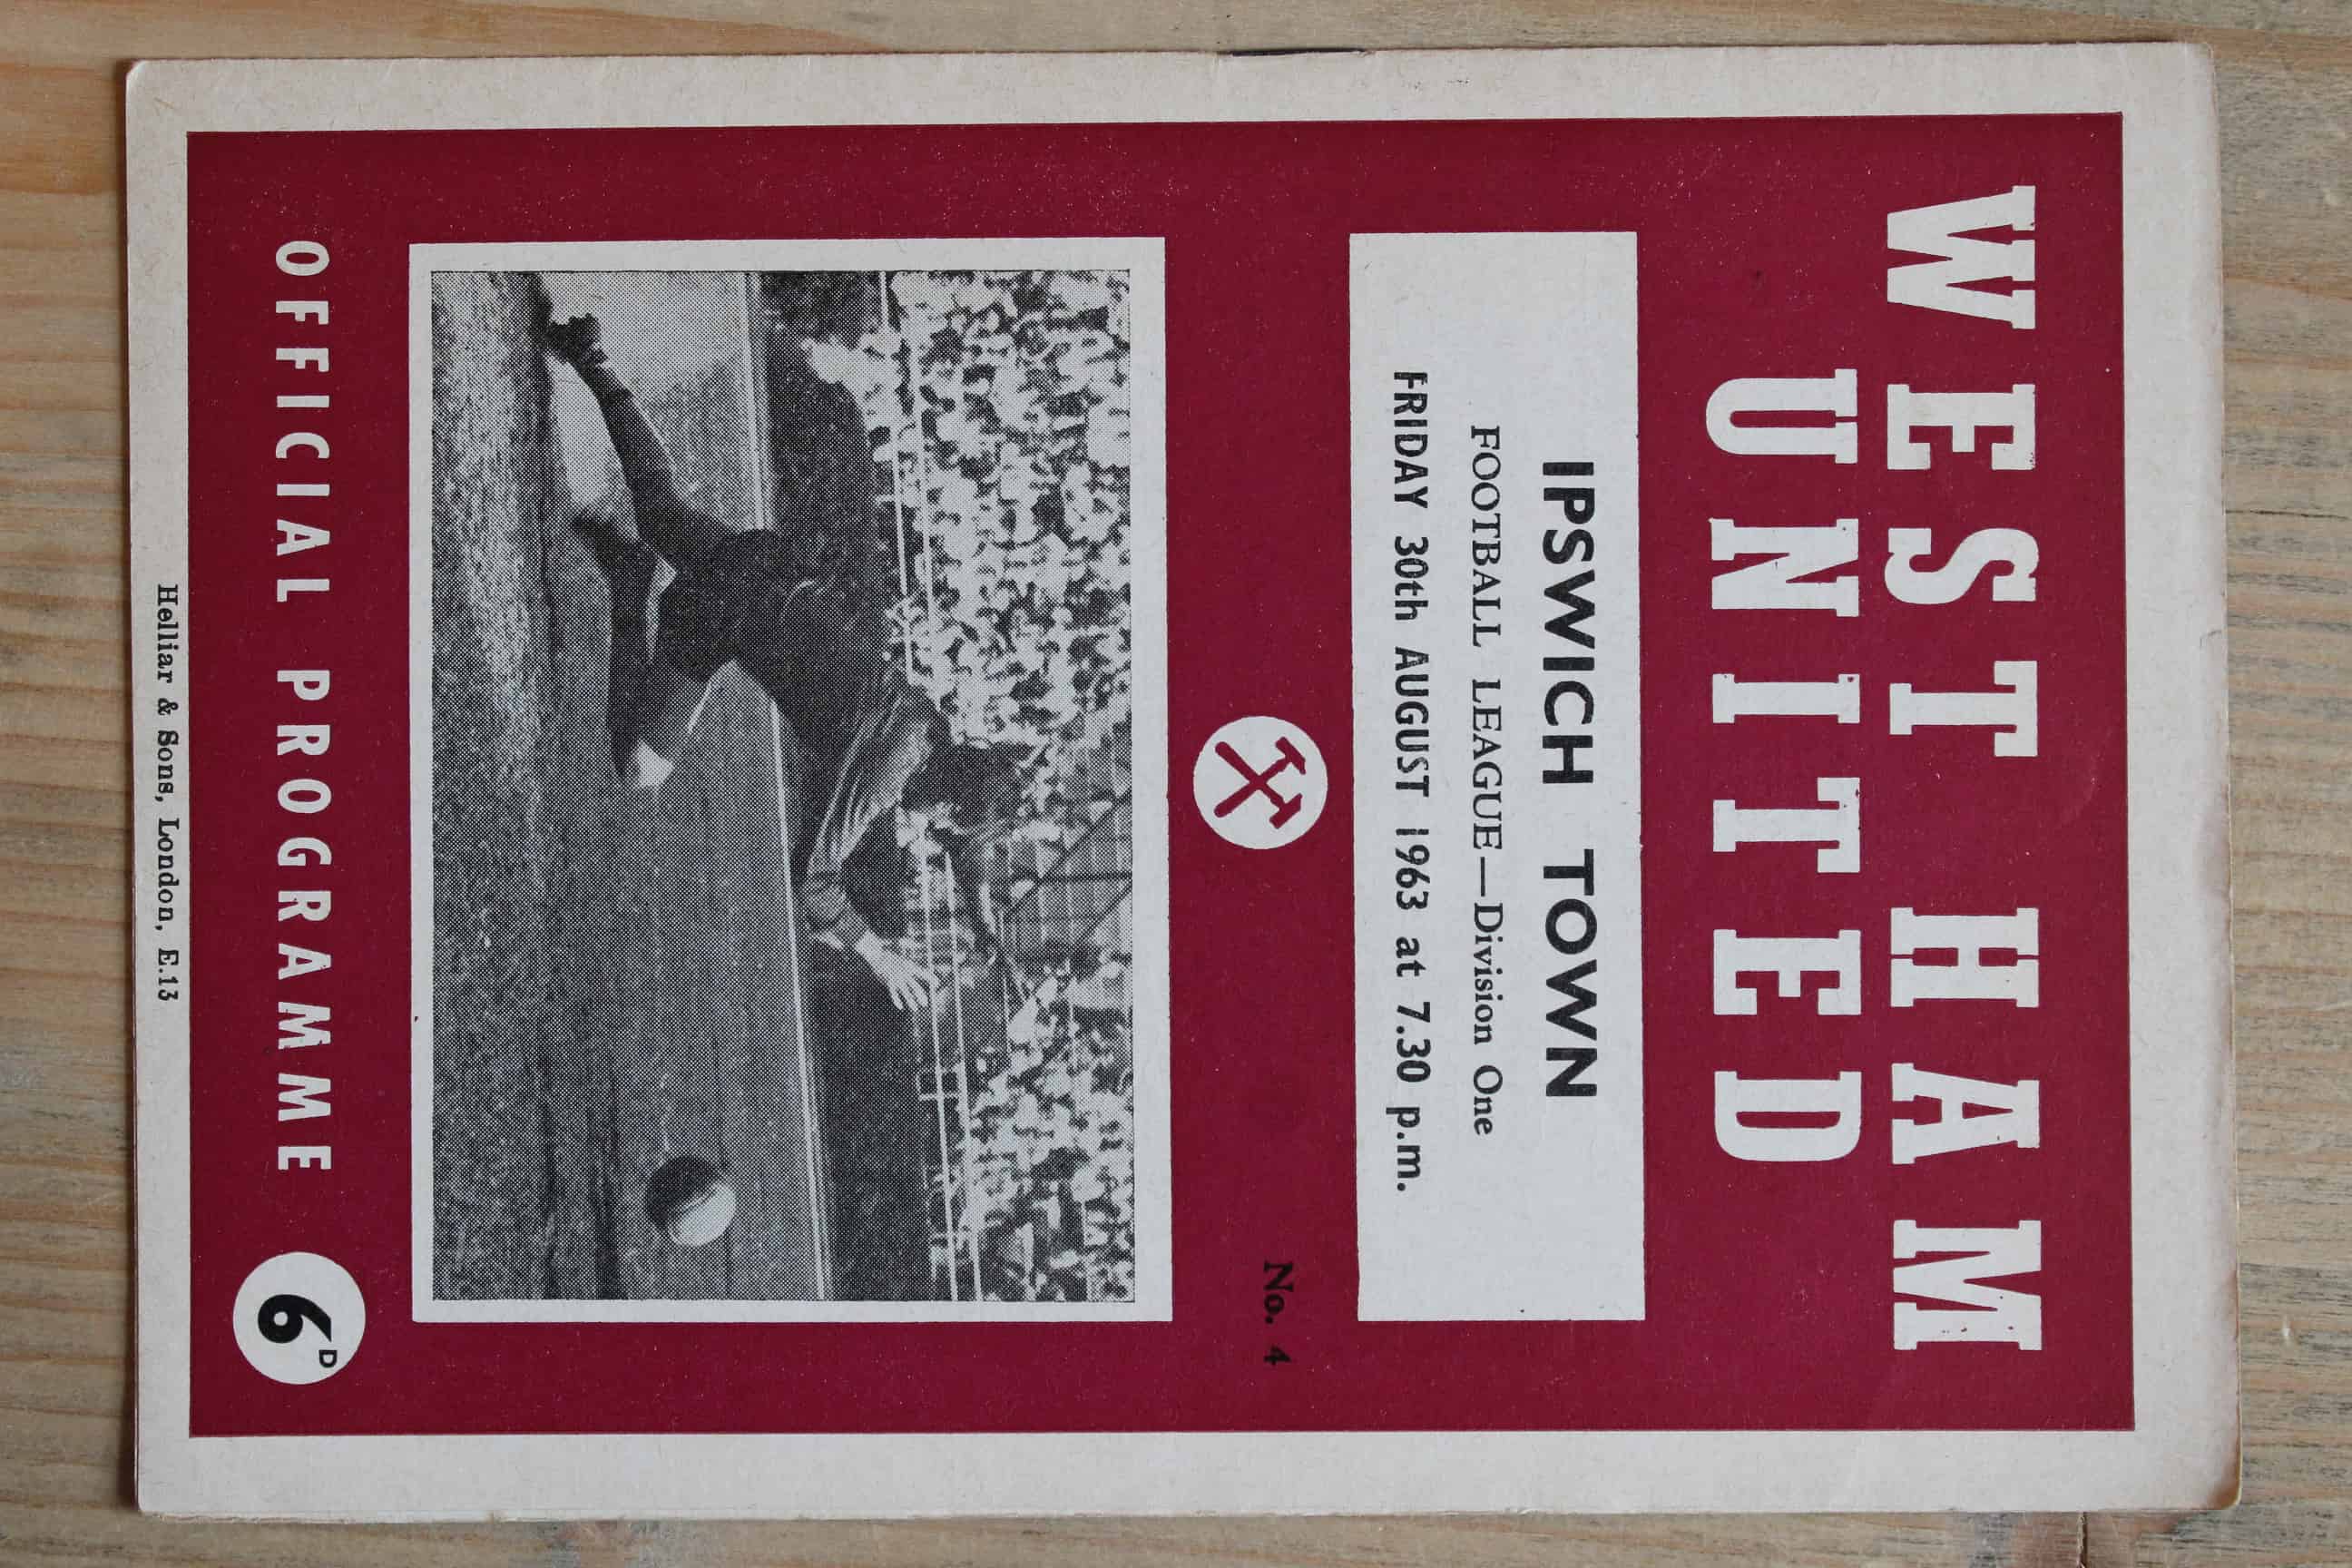 WEST HAM
UNITED
IPSWICH TOWN
FOOTBALL LEAGUE—Division One
FRIDAY 30th AUGUST 1963 at 7.30 p.m.
No. 4
OFFICIAL PROGRAMME
6D
Helliar & Sons, London, E.13